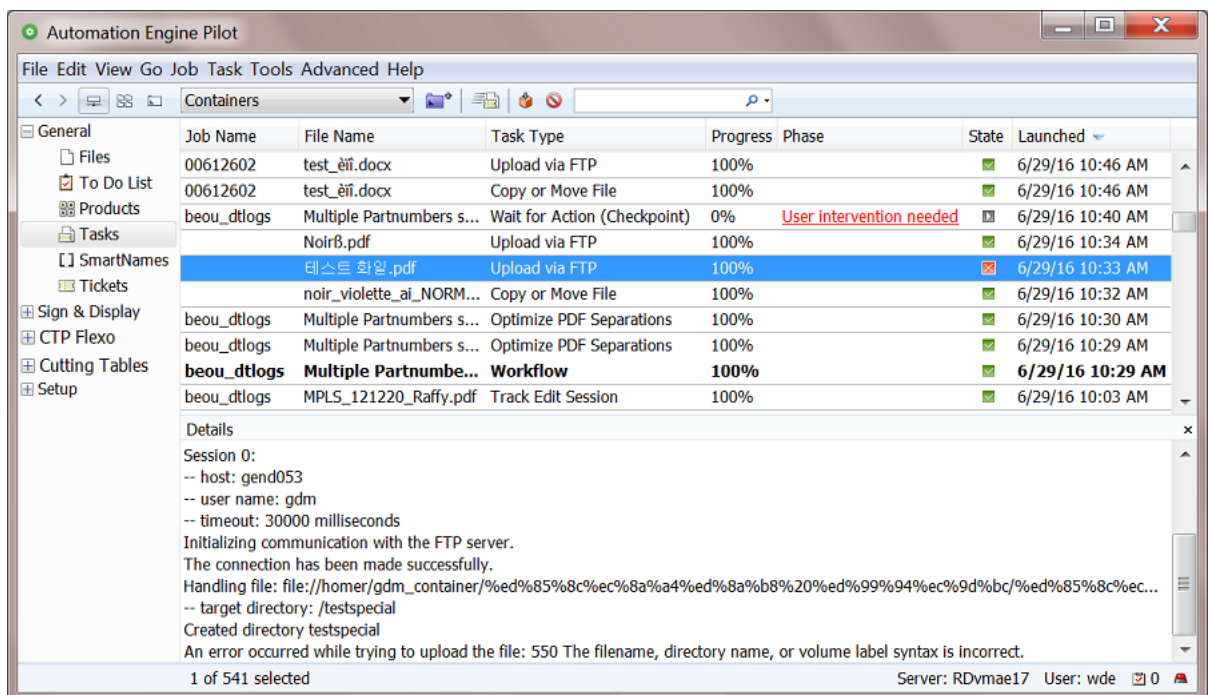 Automation Engine Pilot
File Edit View Go Job Task Tools Advanced Help
Containers
General
Files
To Do List
Products
Tasks
SmartNames
Tickets
Sign & Display
CTP Flexo
Cutting Tables
Setup
Job Name File Name Task Type Progress Phase State Launched
00612602 test_èïî.docx Upload via FTP 100% 6/29/16 10:46 AM
00612602 test_èïî.docx Copy or Move File 100% 6/29/16 10:46 AM
beou_dtlogs Multiple Partnumbers s... Wait for Action (Checkpoint) 0% User intervention needed 6/29/16 10:40 AM
Noirß.pdf Upload via FTP 100% 6/29/16 10:34 AM
테스트 화일.pdf Upload via FTP 100% 6/29/16 10:33 AM
noir_violette_ai_NORM... Copy or Move File 100% 6/29/16 10:32 AM
beou_dtlogs Multiple Partnumbers s... Optimize PDF Separations 100% 6/29/16 10:30 AM
beou_dtlogs Multiple Partnumbers s... Optimize PDF Separations 100% 6/29/16 10:29 AM
beou_dtlogs Multiple Partnumbe... Workflow 100% 6/29/16 10:29 AM
beou_dtlogs MPLS_121220_Raffy.pdf Track Edit Session 100% 6/29/16 10:03 AM
Details
Session 0:
-- host: gend053
-- user name: gdm
-- timeout: 30000 milliseconds
Initializing communication with the FTP server.
The connection has been made successfully.
Handling file: file://homer/gdm_container/%ed%85%8c%ec%8a%a4%ed%8a%b8%20%ed%99%94%ec%9d%bc/%ed%85%8c%ec...
-- target directory: /testspecial
Created directory testspecial
An error occurred while trying to upload the file: 550 The filename, directory name, or volume label syntax is incorrect.
1 of 541 selected Server: RDvmae17 User: wde 0